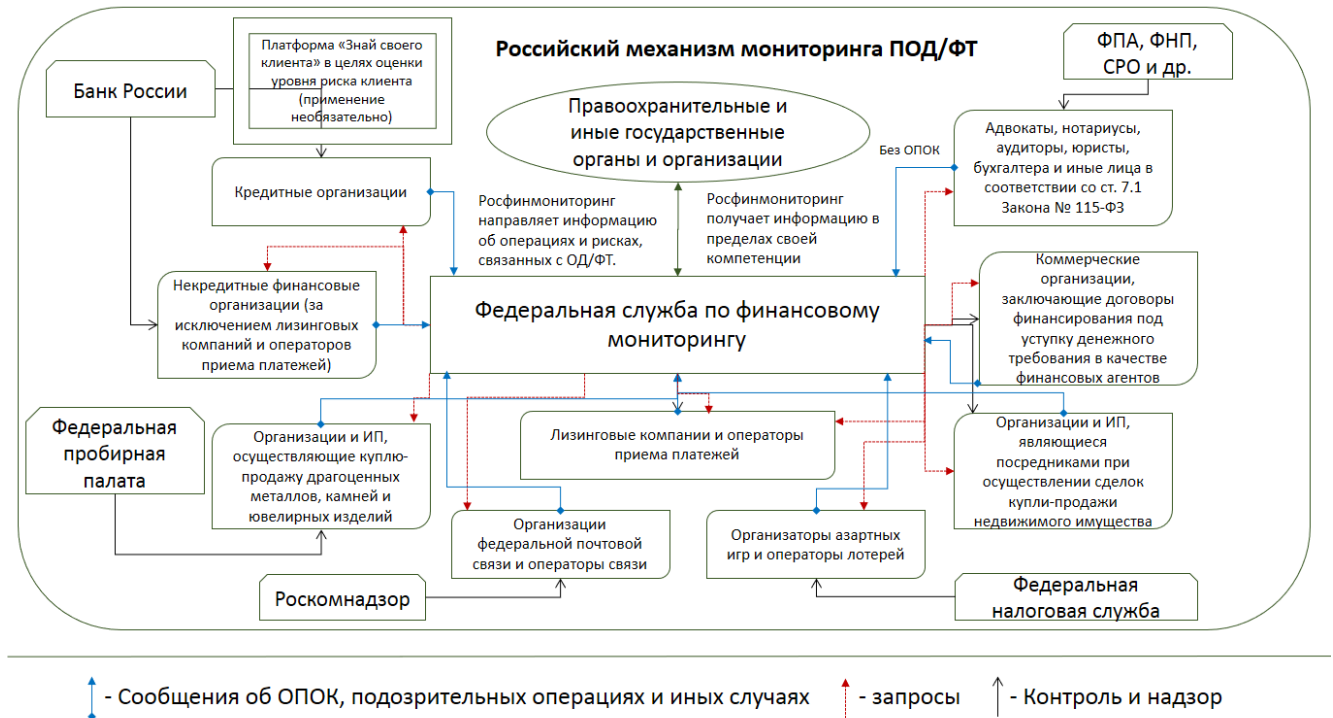 Российский механизм мониторинга ПОД/ФТ
Платформа «Знай своего
клиента» в целях оценки
уровня риска клиента
(применение
необязательно)
ФПА, ФНП,
СРО и др.
Банк России
Правоохранительные и
иные государственные
органы и организации
Без ОПОК
Адвокаты, нотариусы,
аудиторы, юристы,
бухгалтера и иные лица в
соответствии со ст. 7.1
Закона № 115-ФЗ
Кредитные организации
Росфинмониторинг
направляет информацию
об операциях и рисках,
связанных с ОД/ФТ.
Росфинмониторинг
получает информацию в
пределах своей
компетенции
Некредитные финансовые
организации (за
исключением лизинговых
компаний и операторов
приема платежей)
Федеральная служба по финансовому
мониторингу
Коммерческие
организации,
заключающие договоры
финансирования под
уступку денежного
требования в качестве
финансовых агентов
Федеральная
пробирная
палата
Организации и ИП,
осуществляющие куплю-
продажу драгоценных
металлов, камней и
ювелирных изделий
Лизинговые компании и операторы
приема платежей
Организации и ИП,
являющиеся
посредниками при
осуществлении сделок
купли-продажи
недвижимого имущества
Организации
федеральной почтовой
связи и операторы связи
Организаторы азартных
игр и операторы лотерей
Роскомнадзор
Федеральная
налоговая служба
- Сообщения об ОПОК, подозрительных операциях и иных случаях
- запросы
- Контроль и надзор